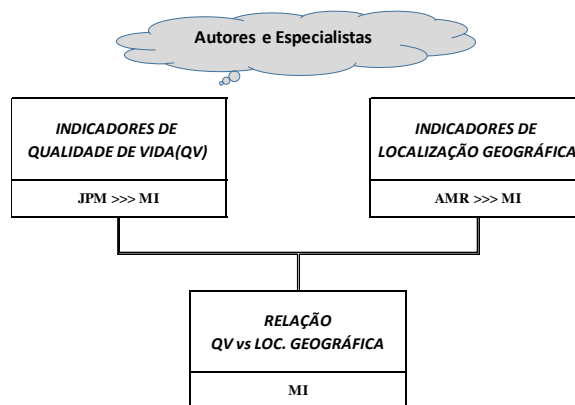 Autores e Especialistas
INDICADORES DE
QUALIDADE DE VIDA(QV)
JPM >>> MI
INDICADORES DE
LOCALIZAÇÃO GEOGRÁFICA
AMR >>> MI
RELAÇÃO
QV vs LOC. GEOGRÁFICA
MI